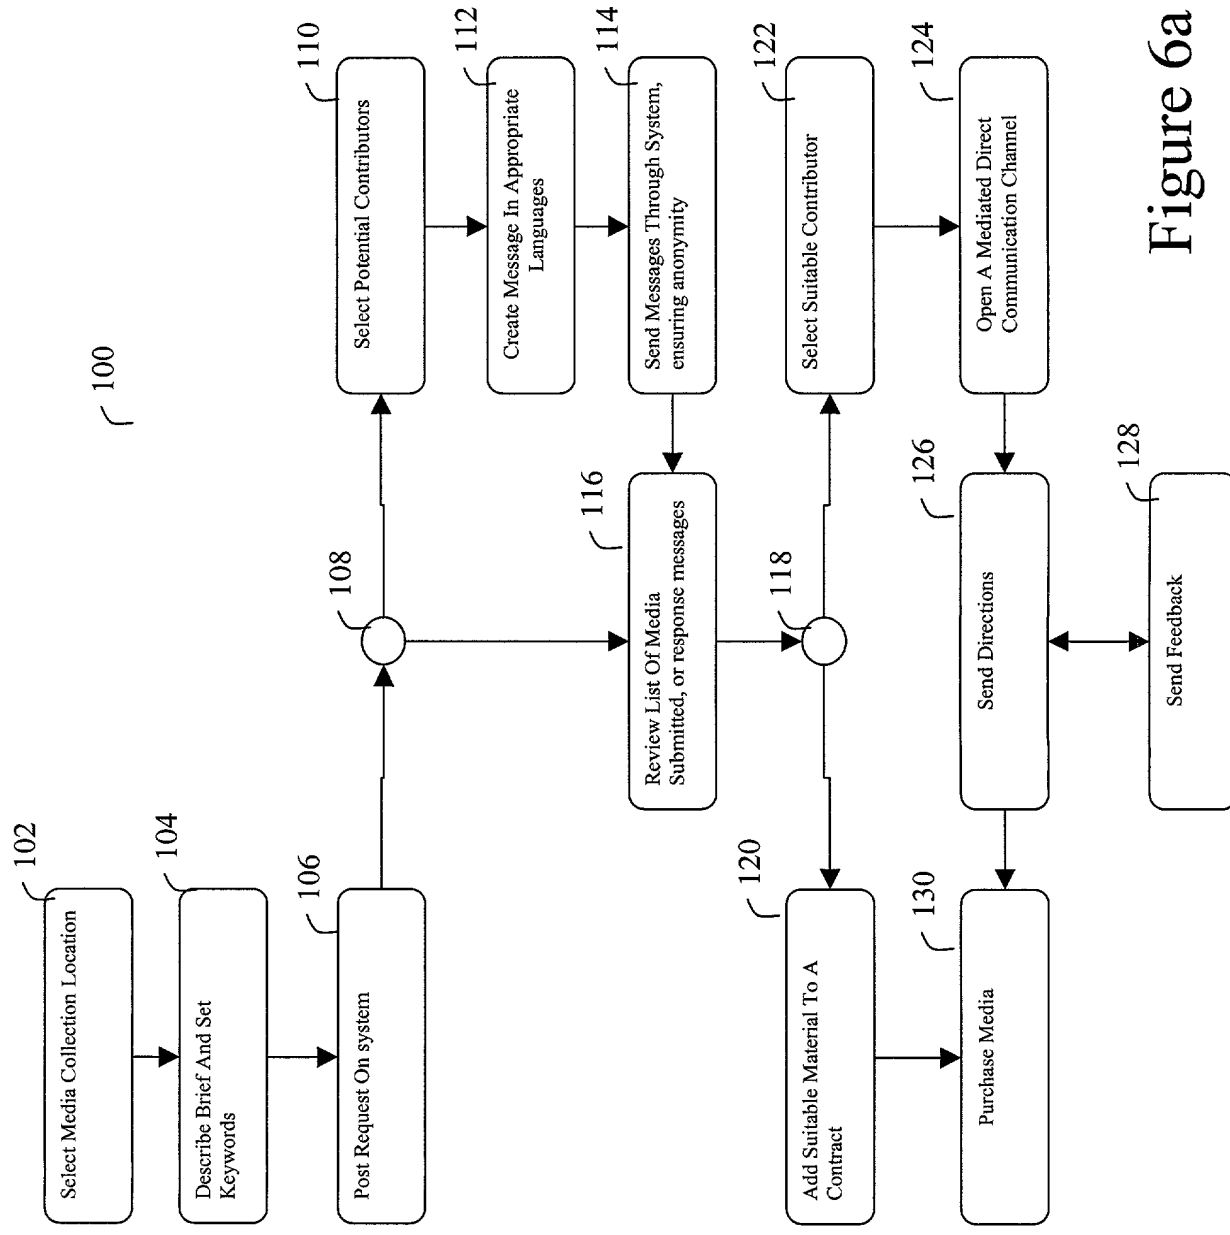 100
102
Select Media Collection Location
104
Describe Brief And Set
Keywords
106
Post Request On system
108
110
Select Potential Contributors
112
Create Message In Appropriate
Languages
114
Send Messages Through System,
ensuring anonymity
116
Review List Of Media
Submitted, or response messages
118
120
Add Suitable Material To A
Contract
122
Select Suitable Contributor
124
Open A Mediated Direct
Communication Channel
126
Send Directions
128
Send Feedback
130
Purchase Media
Figure 6a